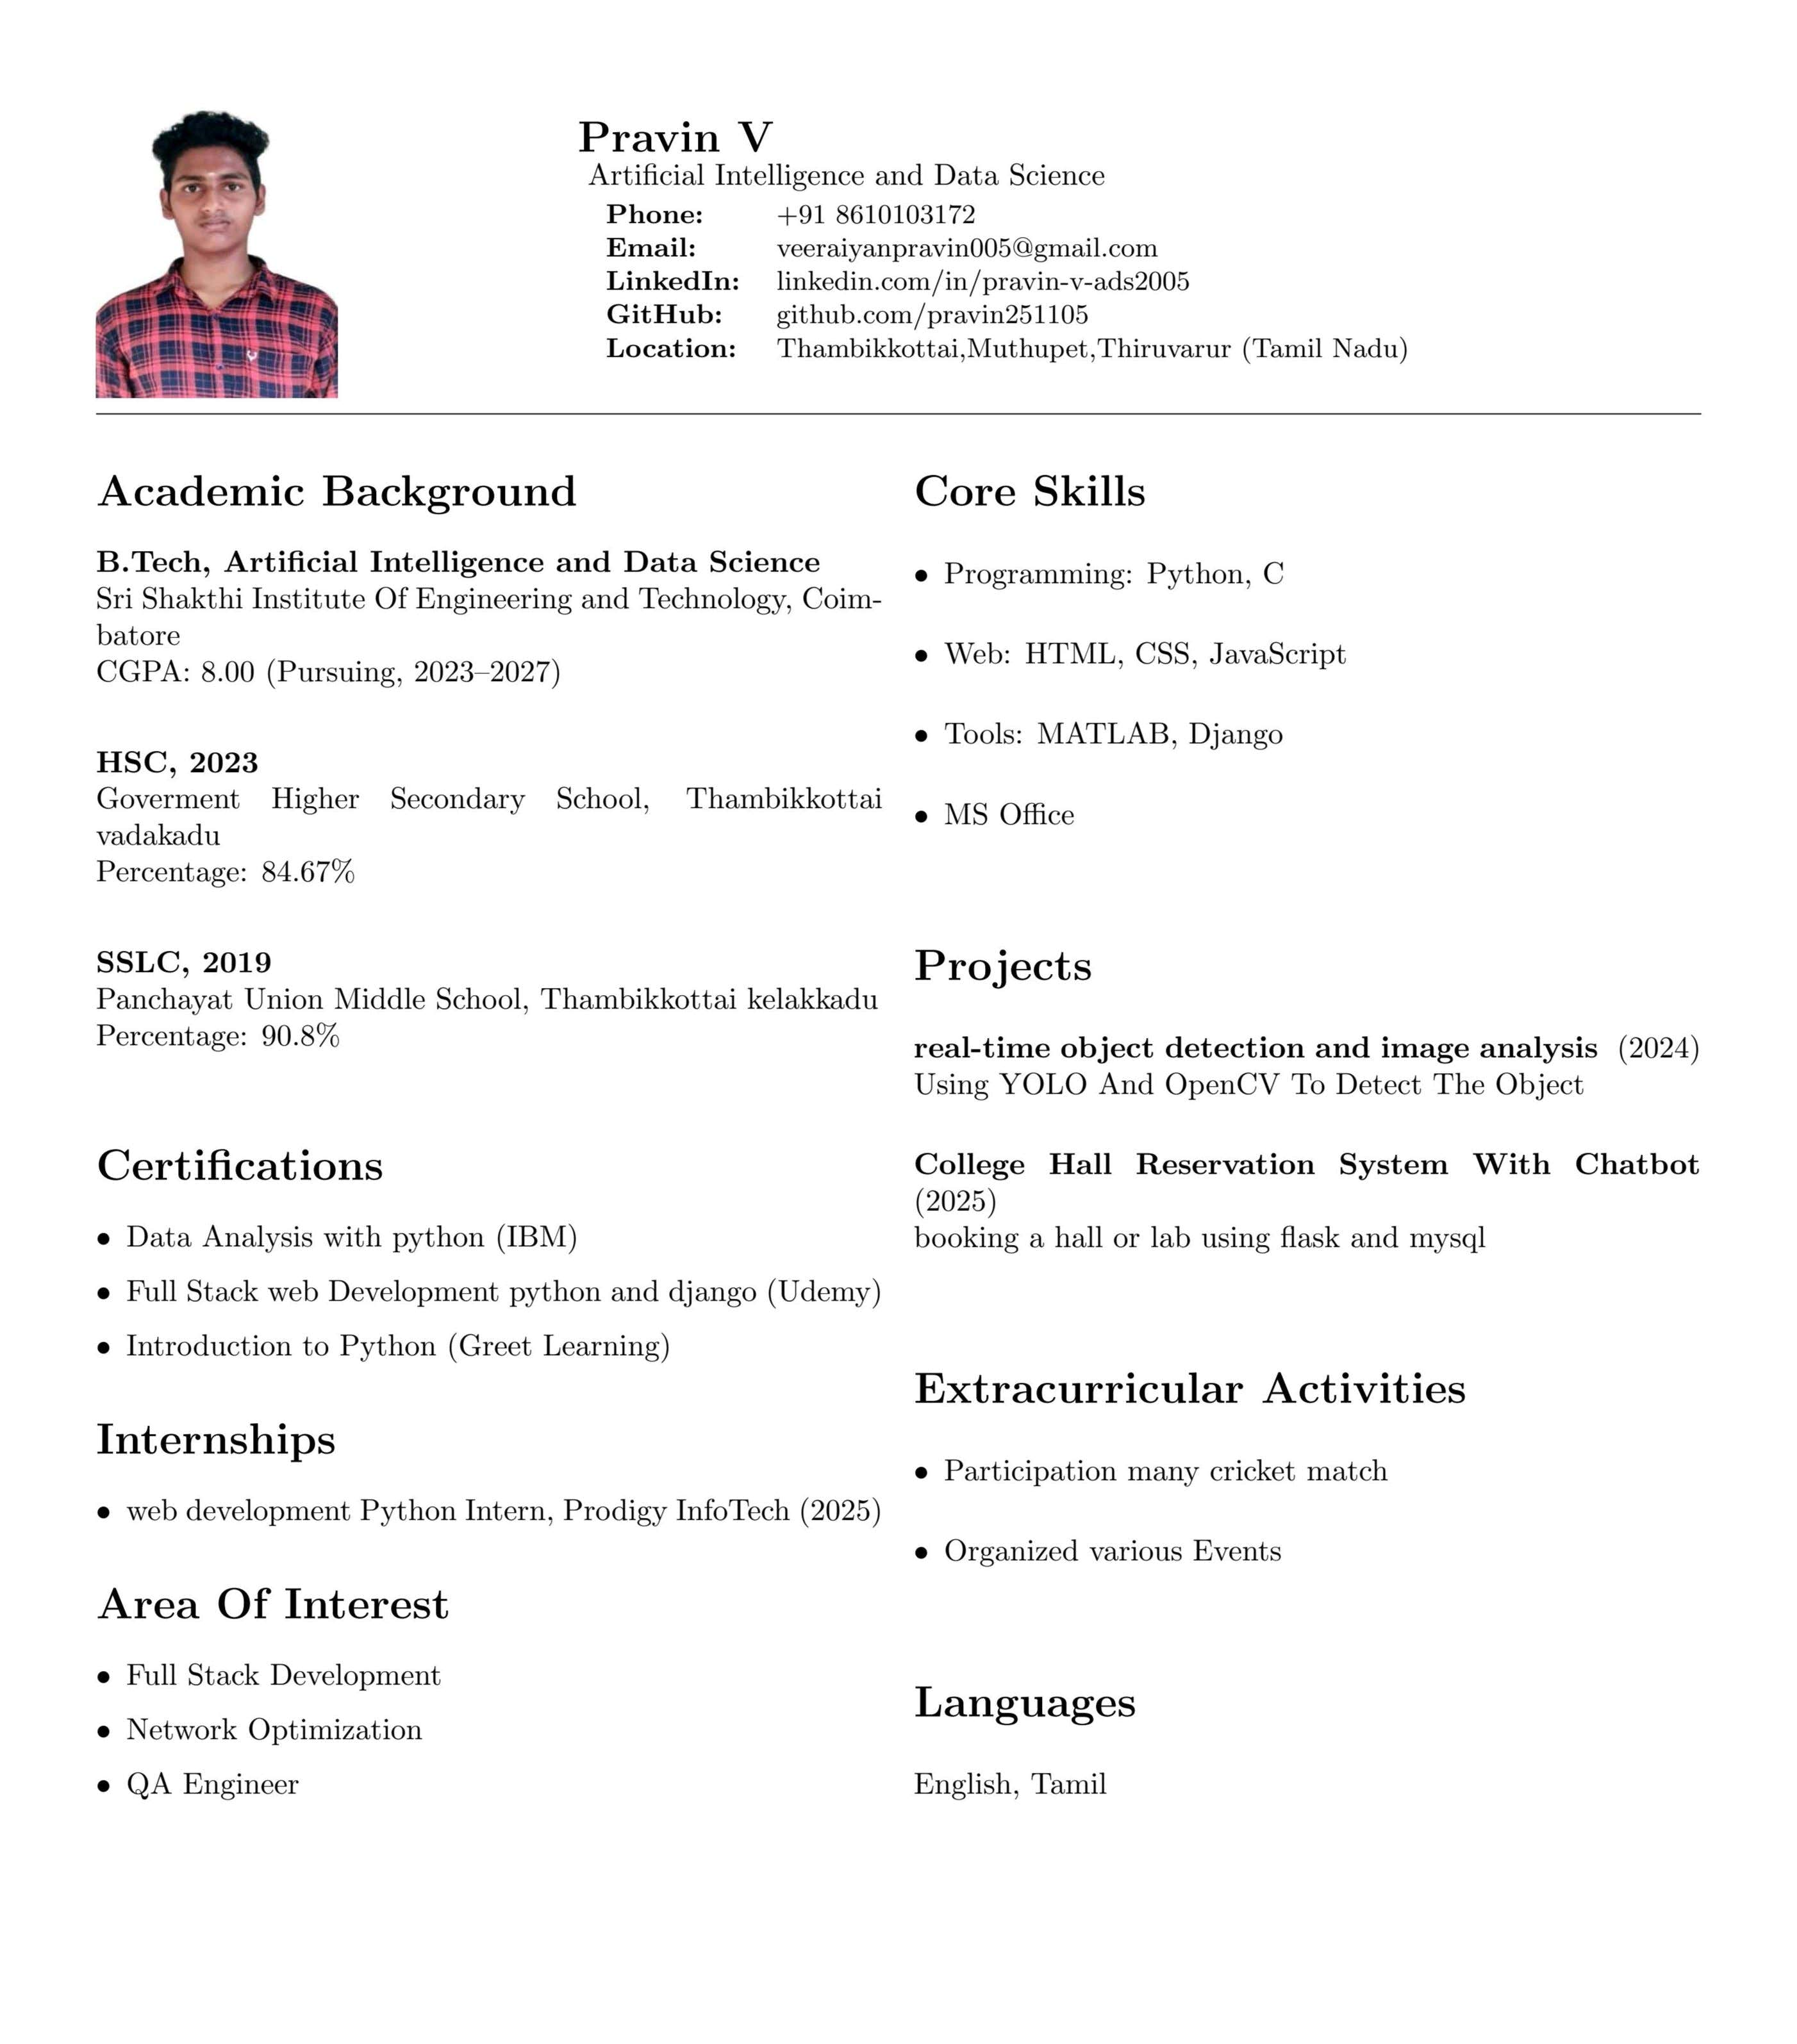 Pravin V
Artificial Intelligence and Data Science
Phone: +91 8610103172
Email: veeraiyanpravin005@gmail.com
LinkedIn: linkedin.com/in/pravin-v-ads2005
GitHub: github.com/pravin251105
Location: Thambikkottai,Muthupet,Thiruvarur (Tamil Nadu)
Academic Background
B.Tech, Artificial Intelligence and Data Science
Sri Shakthi Institute Of Engineering and Technology, Coim-
batore
CGPA: 8.00 (Pursuing, 2023–2027)
HSC, 2023
Goverment Higher Secondary School, Thambikkottai
vadakadu
Percentage: 84.67%
SSLC, 2019
Panchayat Union Middle School, Thambikkottai kelakkadu
Percentage: 90.8%
Certifications
• Data Analysis with python (IBM)
• Full Stack web Development python and django (Udemy)
• Introduction to Python (Greet Learning)
Internships
• web development Python Intern, Prodigy InfoTech (2025)
Area Of Interest
• Full Stack Development
• Network Optimization
• QA Engineer
Core Skills
• Programming: Python, C
• Web: HTML, CSS, JavaScript
• Tools: MATLAB, Django
• MS Office
Projects
real-time object detection and image analysis (2024)
Using YOLO And OpenCV To Detect The Object
College Hall Reservation System With Chatbot
(2025)
booking a hall or lab using flask and mysql
Extracurricular Activities
• Participation many cricket match
• Organized various Events
Languages
English, Tamil